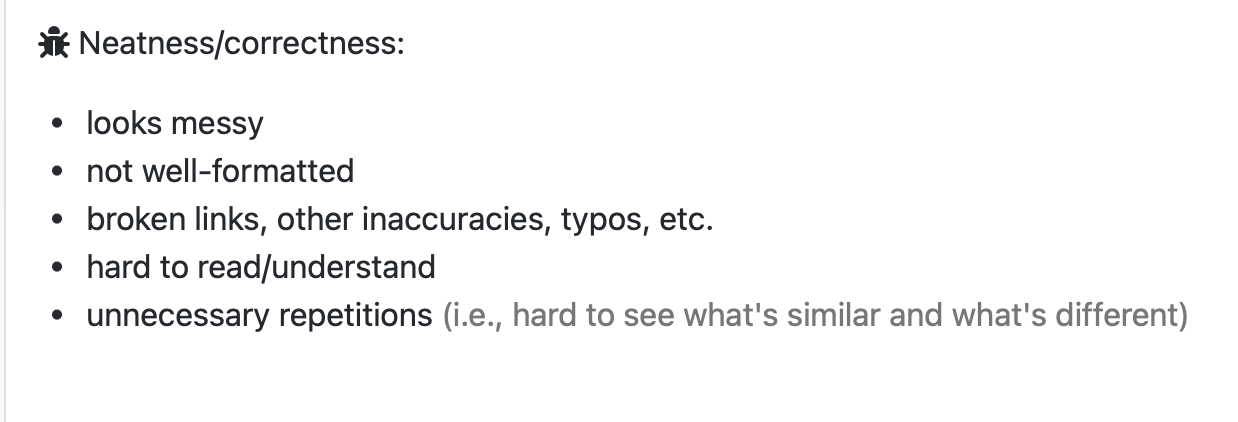 Neatness/correctness:
• looks messy
• not well-formatted
• broken links, other inaccuracies, typos, etc.
• hard to read/understand
• unnecessary repetitions (i.e., hard to see what's similar and what's different)